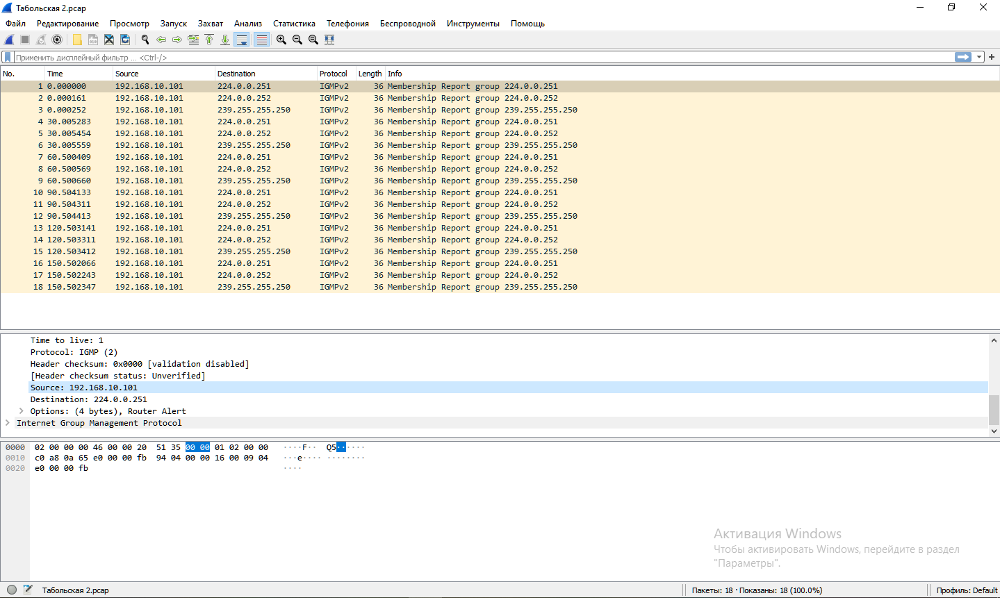 Табольская 2.pcap
Файл Редактирование Просмотр Запуск Захват Анализ Статистика Телефония Беспроводной Инструменты Помощь
Применить дисплейный фильтр ... <Ctrl-/>
No. Time Source Destination Protocol Length Info
1 0.000000 192.168.10.101 224.0.0.251 IGMPv2 36 Membership Report group 224.0.0.251
2 0.000161 192.168.10.101 224.0.0.252 IGMPv2 36 Membership Report group 224.0.0.252
3 0.000252 192.168.10.101 239.255.255.250 IGMPv2 36 Membership Report group 239.255.255.250
4 30.005283 192.168.10.101 224.0.0.251 IGMPv2 36 Membership Report group 224.0.0.251
5 30.005454 192.168.10.101 224.0.0.252 IGMPv2 36 Membership Report group 224.0.0.252
6 30.005559 192.168.10.101 239.255.255.250 IGMPv2 36 Membership Report group 239.255.255.250
7 60.500409 192.168.10.101 224.0.0.251 IGMPv2 36 Membership Report group 224.0.0.251
8 60.500569 192.168.10.101 224.0.0.252 IGMPv2 36 Membership Report group 224.0.0.252
9 60.500660 192.168.10.101 239.255.255.250 IGMPv2 36 Membership Report group 239.255.255.250
10 90.504133 192.168.10.101 224.0.0.251 IGMPv2 36 Membership Report group 224.0.0.251
11 90.504311 192.168.10.101 224.0.0.252 IGMPv2 36 Membership Report group 224.0.0.252
12 90.504413 192.168.10.101 239.255.255.250 IGMPv2 36 Membership Report group 239.255.255.250
13 120.503141 192.168.10.101 224.0.0.251 IGMPv2 36 Membership Report group 224.0.0.251
14 120.503311 192.168.10.101 224.0.0.252 IGMPv2 36 Membership Report group 224.0.0.252
15 120.503412 192.168.10.101 239.255.255.250 IGMPv2 36 Membership Report group 239.255.255.250
16 150.502066 192.168.10.101 224.0.0.251 IGMPv2 36 Membership Report group 224.0.0.251
17 150.502243 192.168.10.101 224.0.0.252 IGMPv2 36 Membership Report group 224.0.0.252
18 150.502347 192.168.10.101 239.255.255.250 IGMPv2 36 Membership Report group 239.255.255.250
Time to live: 1
Protocol: IGMP (2)
Header checksum: 0x0000 [validation disabled]
[Header checksum status: Unverified]
Source: 192.168.10.101
Destination: 224.0.0.251
Options: (4 bytes), Router Alert
Internet Group Management Protocol
0000 02 00 00 00 46 00 00 20 51 35 00 00 01 02 00 00 ····F·· Q5······
0010 c0 a8 0a 65 e0 00 00 fb 94 04 00 00 16 00 09 04 ···e···· ········
0020 e0 00 00 fb ····
Активация Windows
Чтобы активировать Windows, перейдите в раздел
"Параметры".
Табольская 2.pcap Пакеты: 18 · Показаны: 18 (100.0%) Профиль: Default